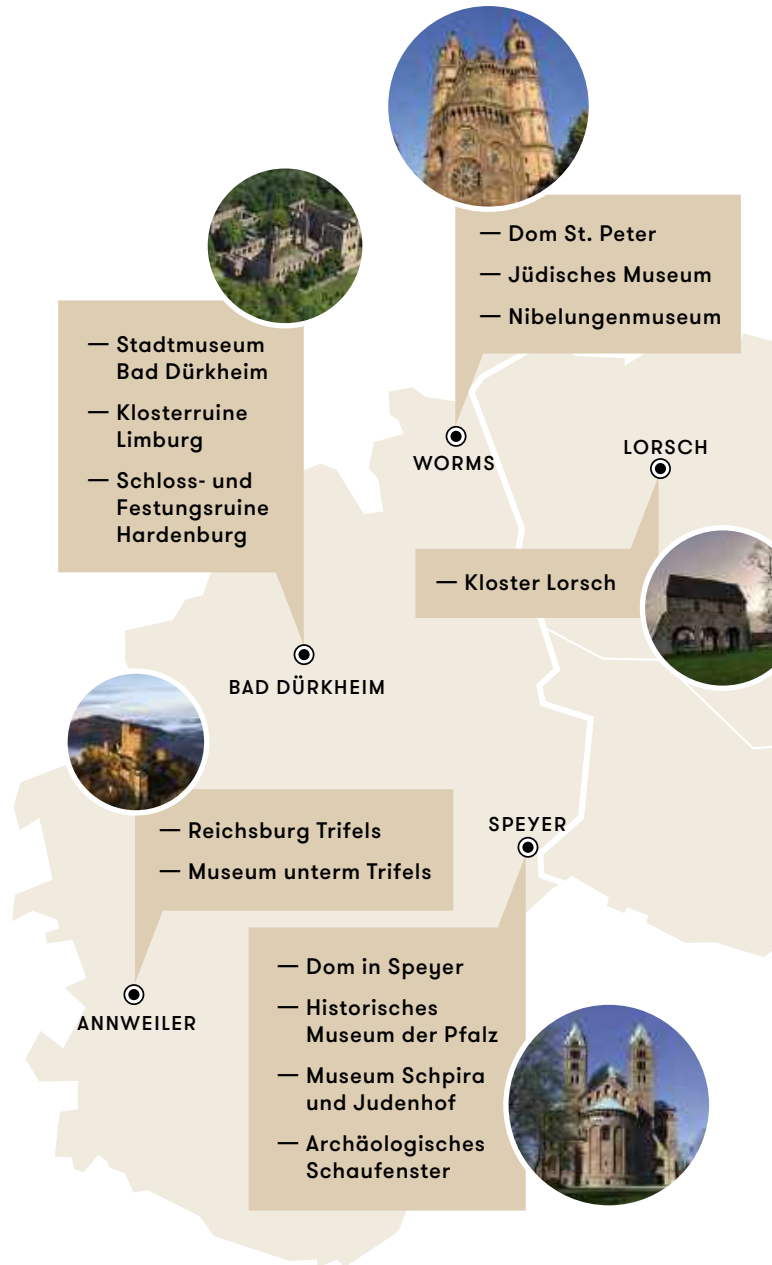 — Dom St. Peter
— Jüdisches Museum
— Nibelungenmuseum
— Stadtmuseum
Bad Dürkheim
— Klosterruine
Limburg
— Schloss- und
Festungsruine
Hardenburg
WORMS
LORSCH
— Kloster Lorsch
BAD DÜRKHEIM
— Reichsburg Trifels
— Museum unterm Trifels
SPEYER
— Dom in Speyer
— Historisches
Museum der Pfalz
— Museum Schpira
und Judenhof
— Archäologisches
Schaufenster
ANNWEILER